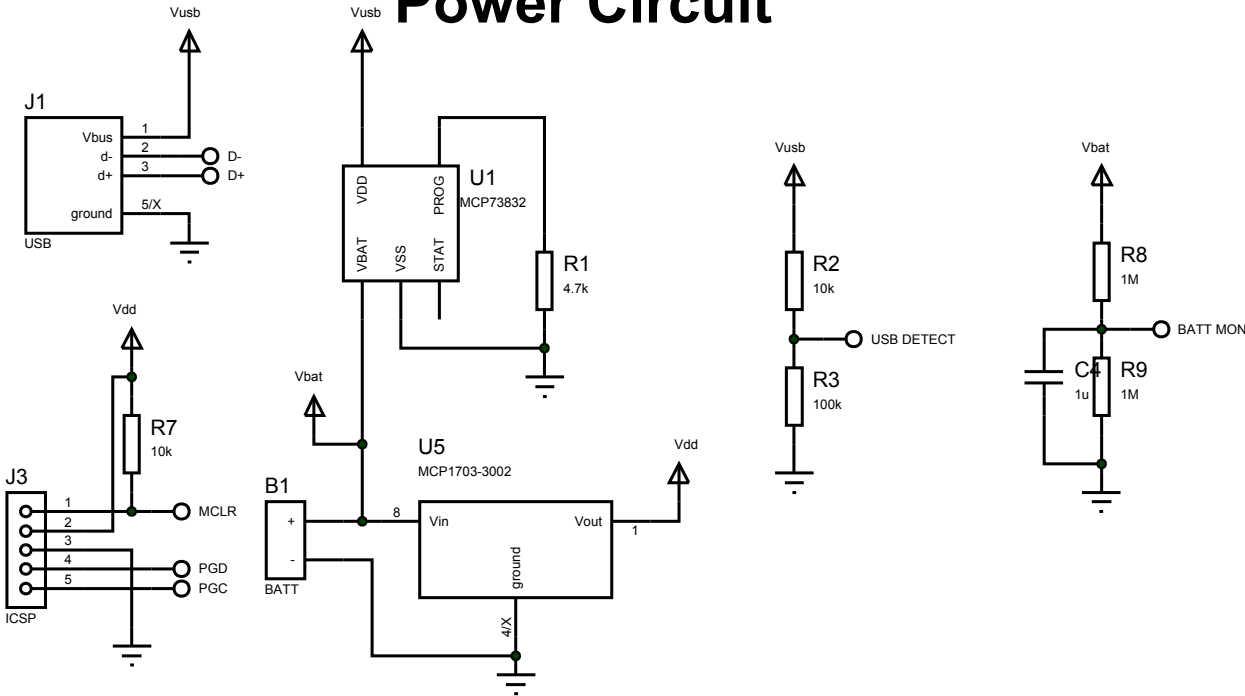 Power Circuit
Vusb
J1
Vbus
d-
d+
ground
1
2
3
5/X
D-
D+
USB
Vusb
VDD
PROG
VBAT
VSS
STAT
U1
MCP73832
R1
4.7k
Vusb
R2
10k
USB DETECT
R3
100k
Vbat
R8
1M
BATT MON
C4
1u
R9
1M
Vdd
R7
10k
J3
1
2
3
4
5
MCLR
PGD
PGC
ICSP
Vbat
B1
+
-
BATT
U5
MCP1703-3002
8
Vin
Vout
ground
1
4/X
Vdd